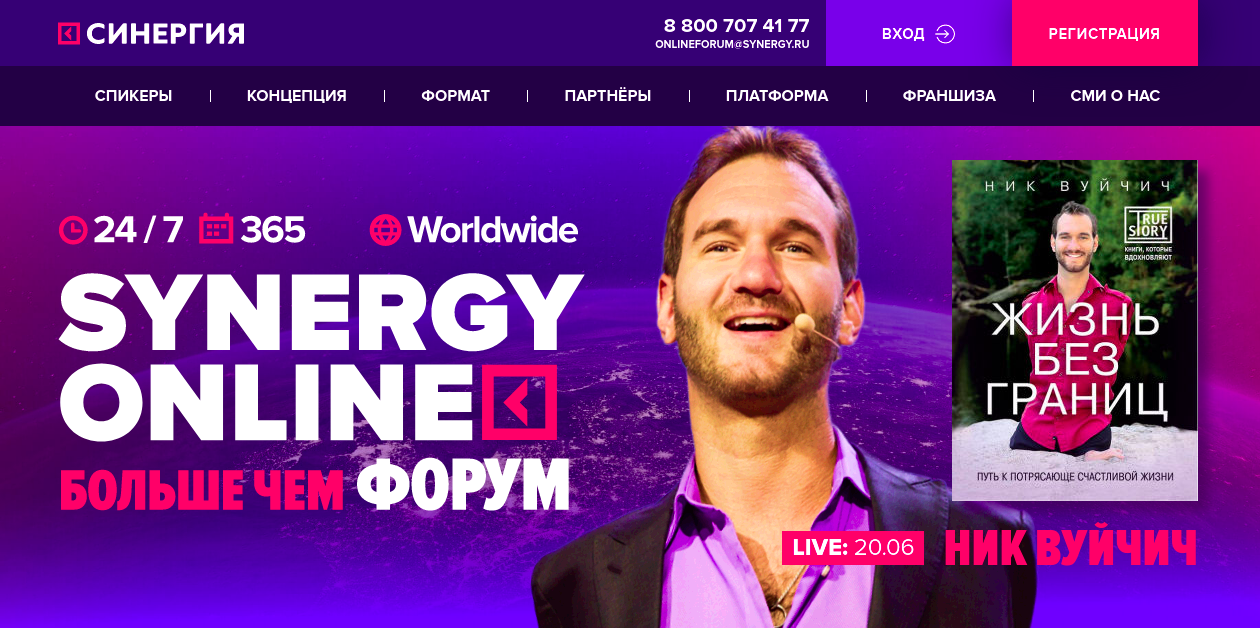 СИНЕРГИЯ
8 800 707 41 77
ONLINEFORUM@SYNERGY.RU
ВХОД
РЕГИСТРАЦИЯ
СПИКЕРЫ
КОНЦЕПЦИЯ
ФОРМАТ
ПАРТНЁРЫ
ПЛАТФОРМА
ФРАНШИЗА
СМИ О НАС
24 / 7
365
Worldwide
SYNERGY
ONLINE
БОЛЬШЕ ЧЕМ ФОРУМ
НИК ВУЙЧИЧ
TRUE
STORY
КНИГИ, КОТОРЫЕ
ВДОХНОВЛЯЮТ
ЖИЗНЬ
БЕЗ
ГРАНИЦ
ПУТЬ К ПОТРЯСАЮЩЕ СЧАСТЛИВОЙ ЖИЗНИ
LIVE: 20.06
НИК ВУЙЧИЧ